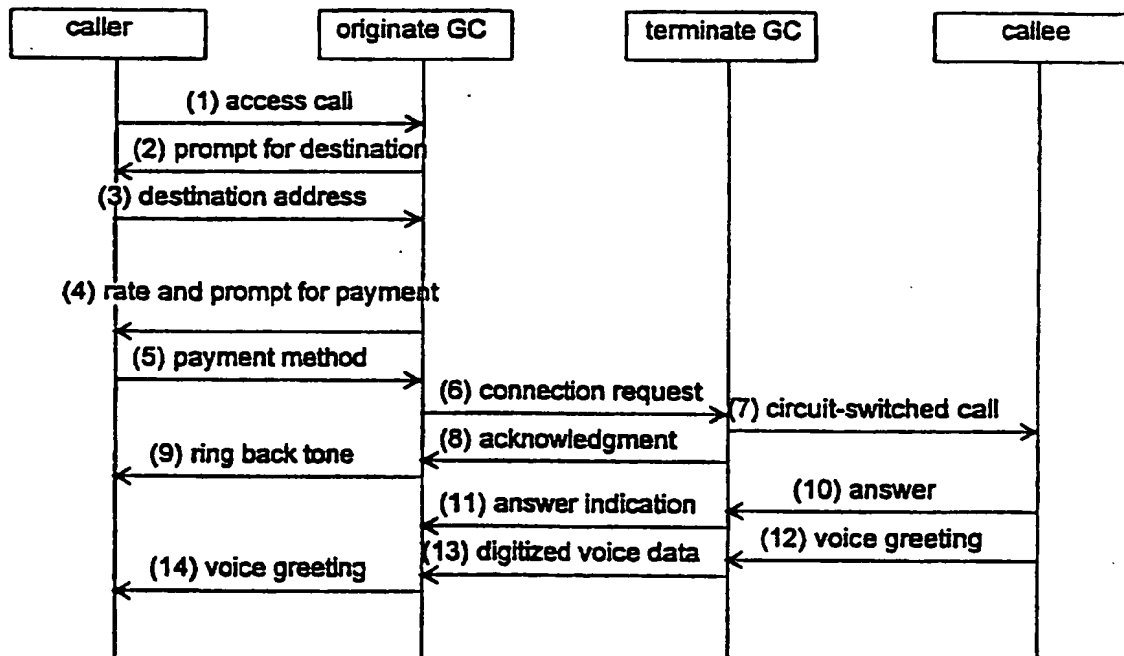 caller originate GC terminate GC callee
(1) access call
(2) prompt for destination
(3) destination address
(4) rate and prompt for payment
(5) payment method
(6) connection request
(7) circuit-switched call
(8) acknowledgment
(9) ring back tone
(10) answer
(11) answer indication
(12) voice greeting
(13) digitized voice data
(14) voice greeting